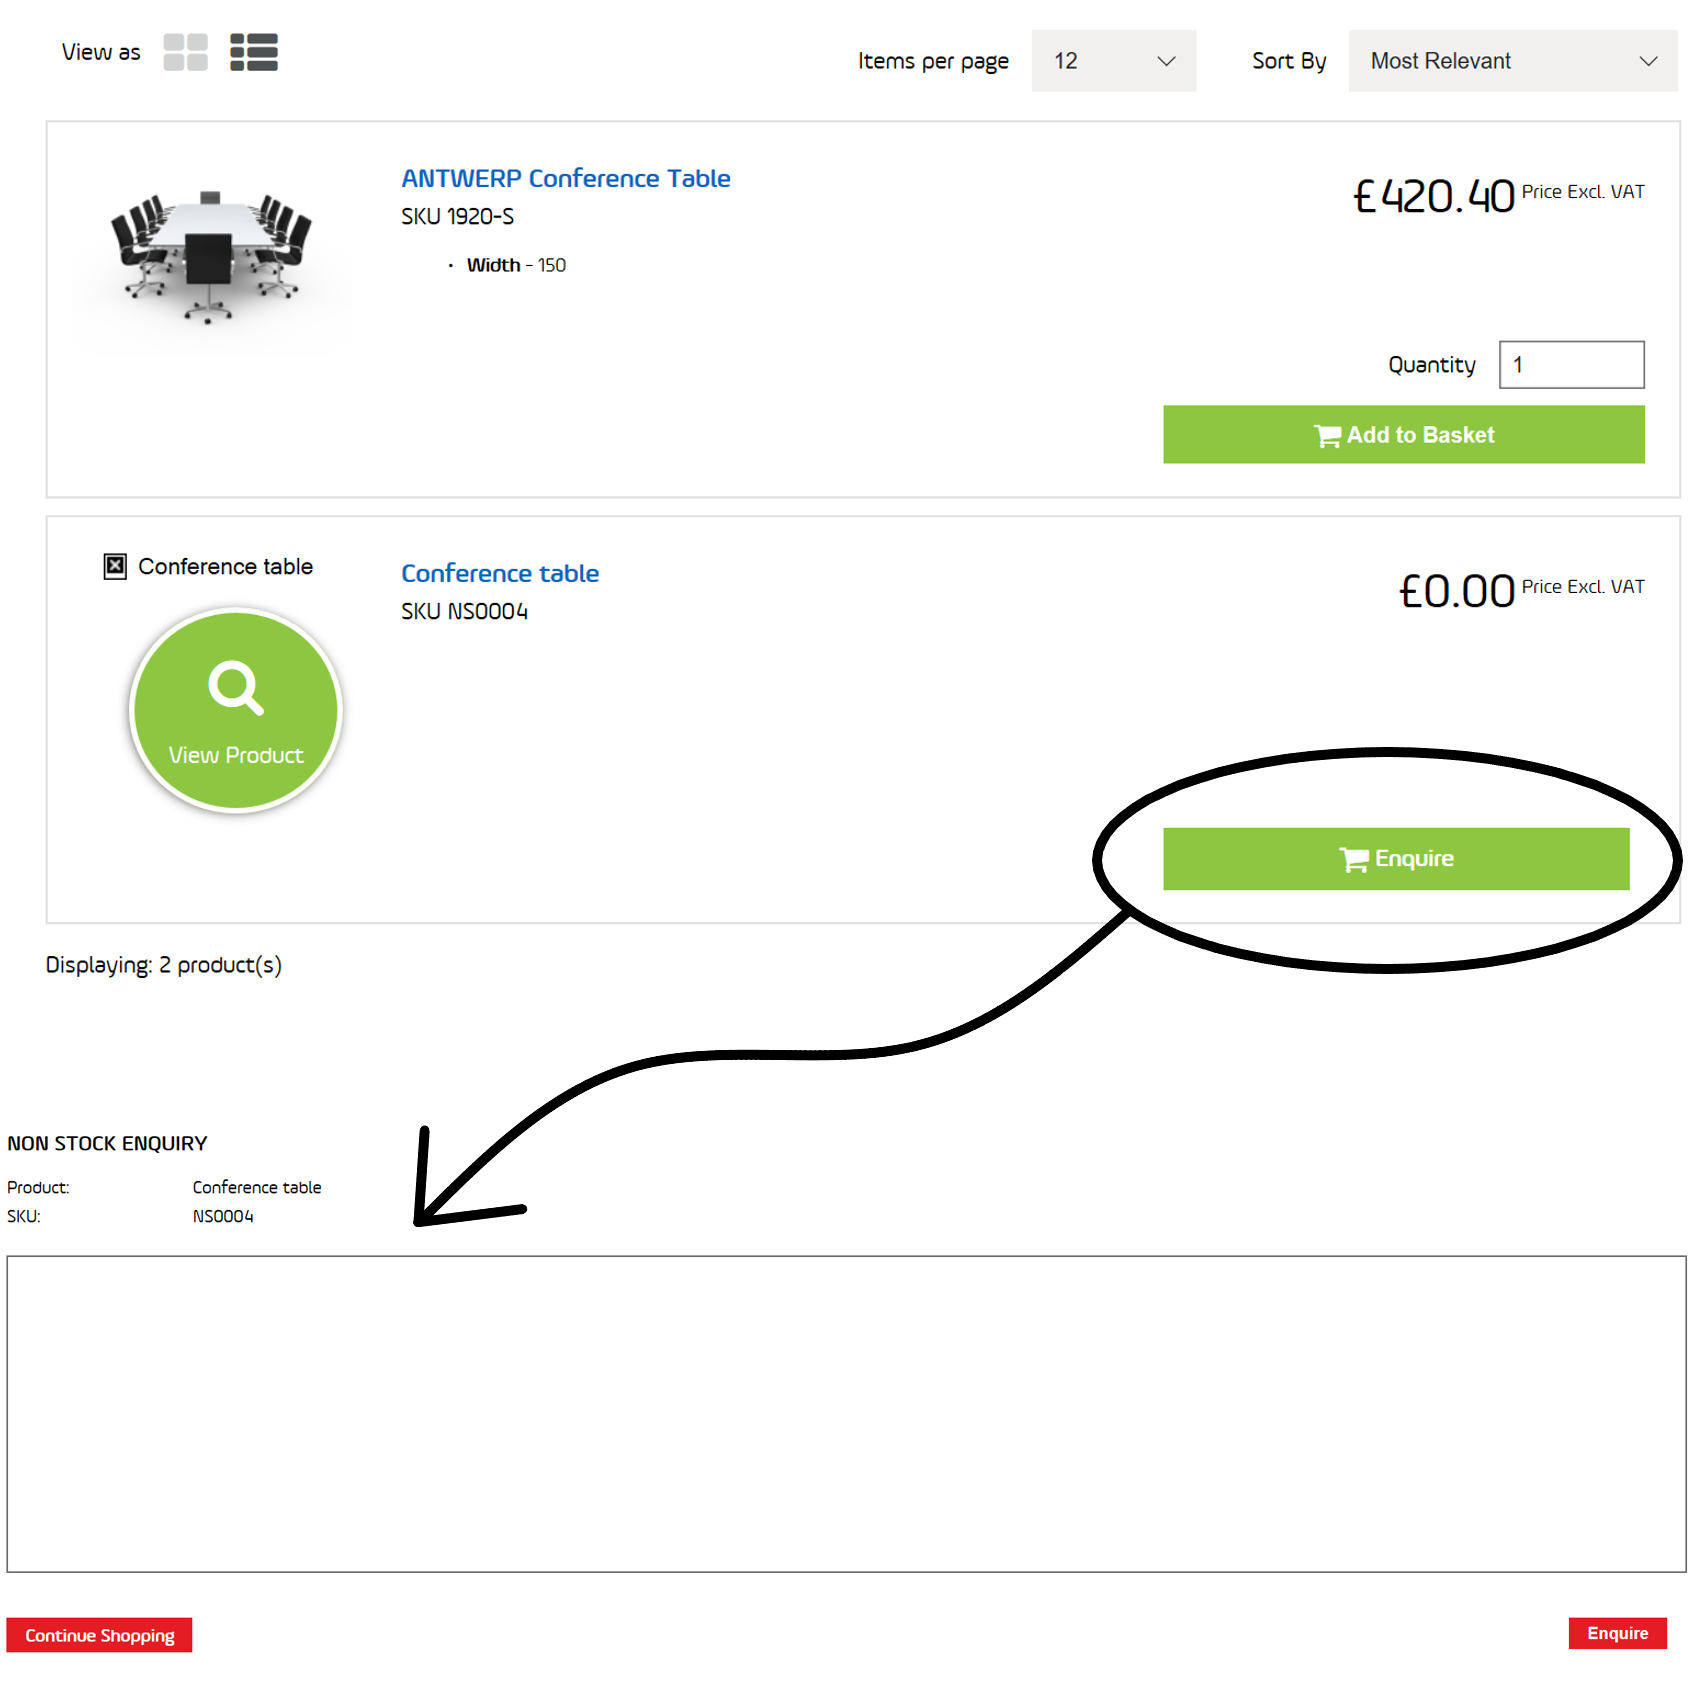 View as
Items per page 12 Sort By Most Relevant
ANTWERP Conference Table
£420.40 Price Excl. VAT
SKU 1920-S
• Width - 150
Quantity 1
Add to Basket
Conference table
Conference table
£0.00 Price Excl. VAT
SKU NS0004
View Product
Enquire
Displaying: 2 product(s)
NON STOCK ENQUIRY
Product: Conference table
SKU: NS0004
Continue Shopping
Enquire